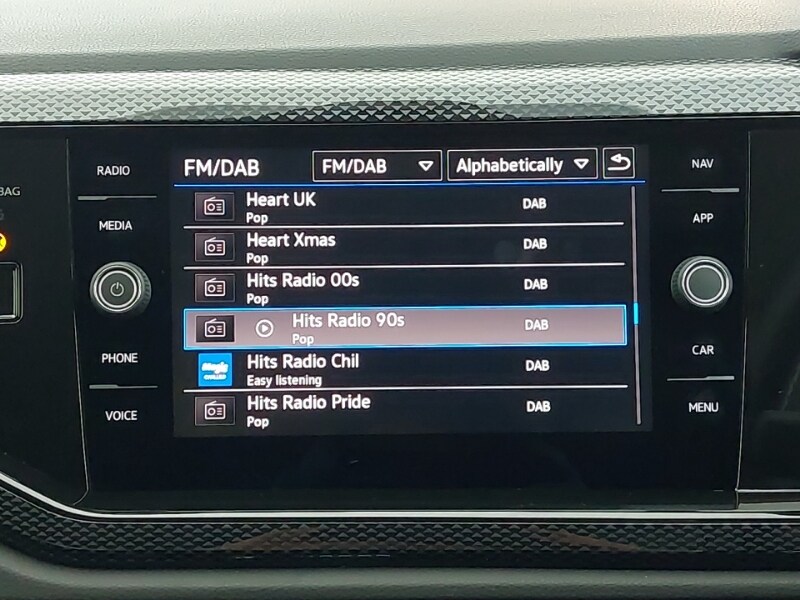 RADIO
MEDIA
PHONE
VOICE
FM/DAB
FM/DAB
Alphabetically
Heart UK
Pop
DAB
Heart Xmas
Pop
DAB
Hits Radio 00s
Pop
DAB
Hits Radio 90s
Pop
DAB
Hits Radio Chil
Easy listening
DAB
Hits Radio Pride
Pop
DAB
NAV
APP
CAR
MENU